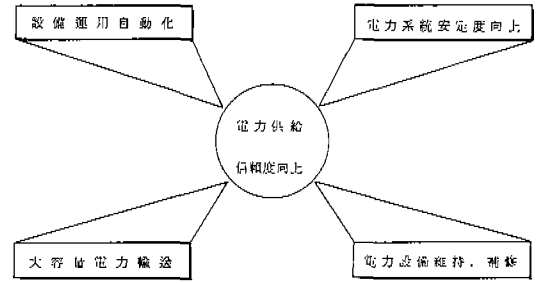 設備運用自動化
電力系統安定度向上
電力供給
信賴度向上
大容量電力輸送
電力設備維持, 補修